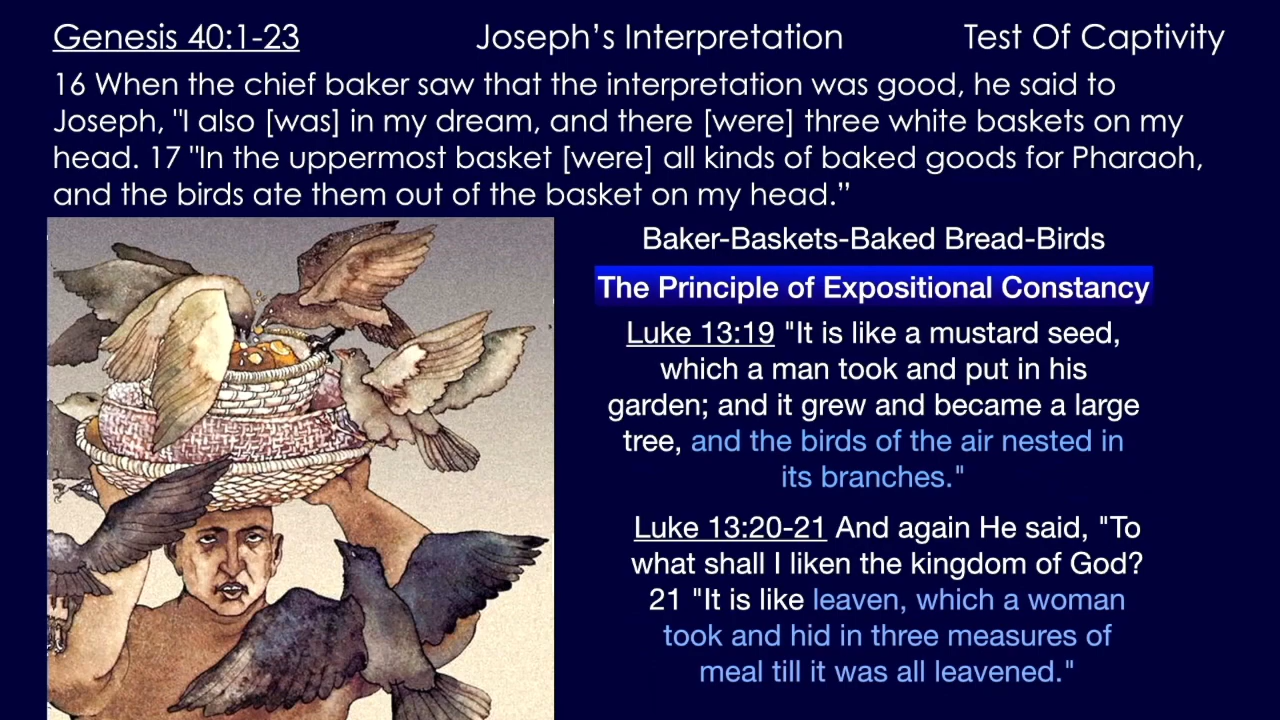 Genesis 40:1-23 Joseph’s Interpretation Test Of Captivity
16 When the chief baker saw that the interpretation was good, he said to
Joseph, "I also [was] in my dream, and there [were] three white baskets on my
head. 17 "In the uppermost basket [were] all kinds of baked goods for Pharaoh,
and the birds ate them out of the basket on my head.”
Baker-Baskets-Baked Bread-Birds
The Principle of Expositional Constancy
Luke 13:19 "It is like a mustard seed,
which a man took and put in his
garden; and it grew and became a large
tree, and the birds of the air nested in
its branches."
Luke 13:20-21 And again He said, "To
what shall I liken the kingdom of God?
21 "It is like leaven, which a woman
took and hid in three measures of
meal till it was all leavened."